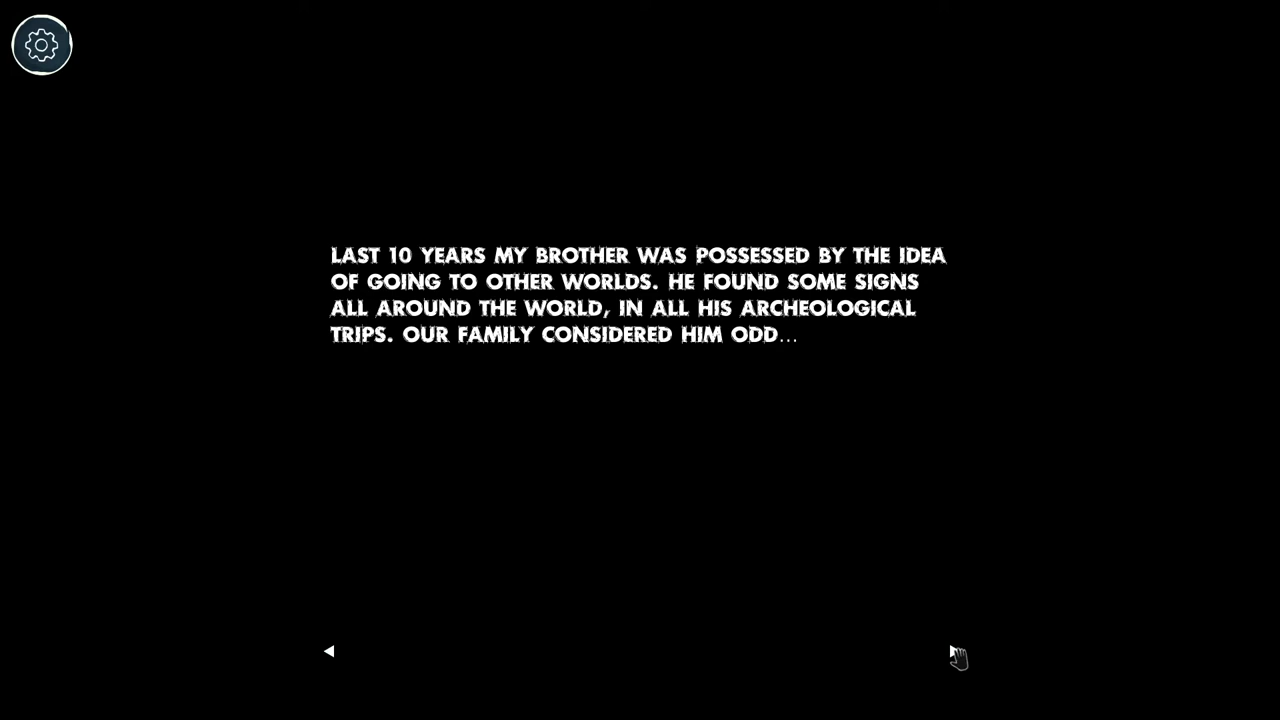 LAST 10 YEARS MY BROTHER WAS POSSESSED BY THE IDEA
OF GOING TO OTHER WORLDS. HE FOUND SOME SIGNS
ALL AROUND THE WORLD, IN ALL HIS ARCHEOLOGICAL
TRIPS. OUR FAMILY CONSIDERED HIM ODD...